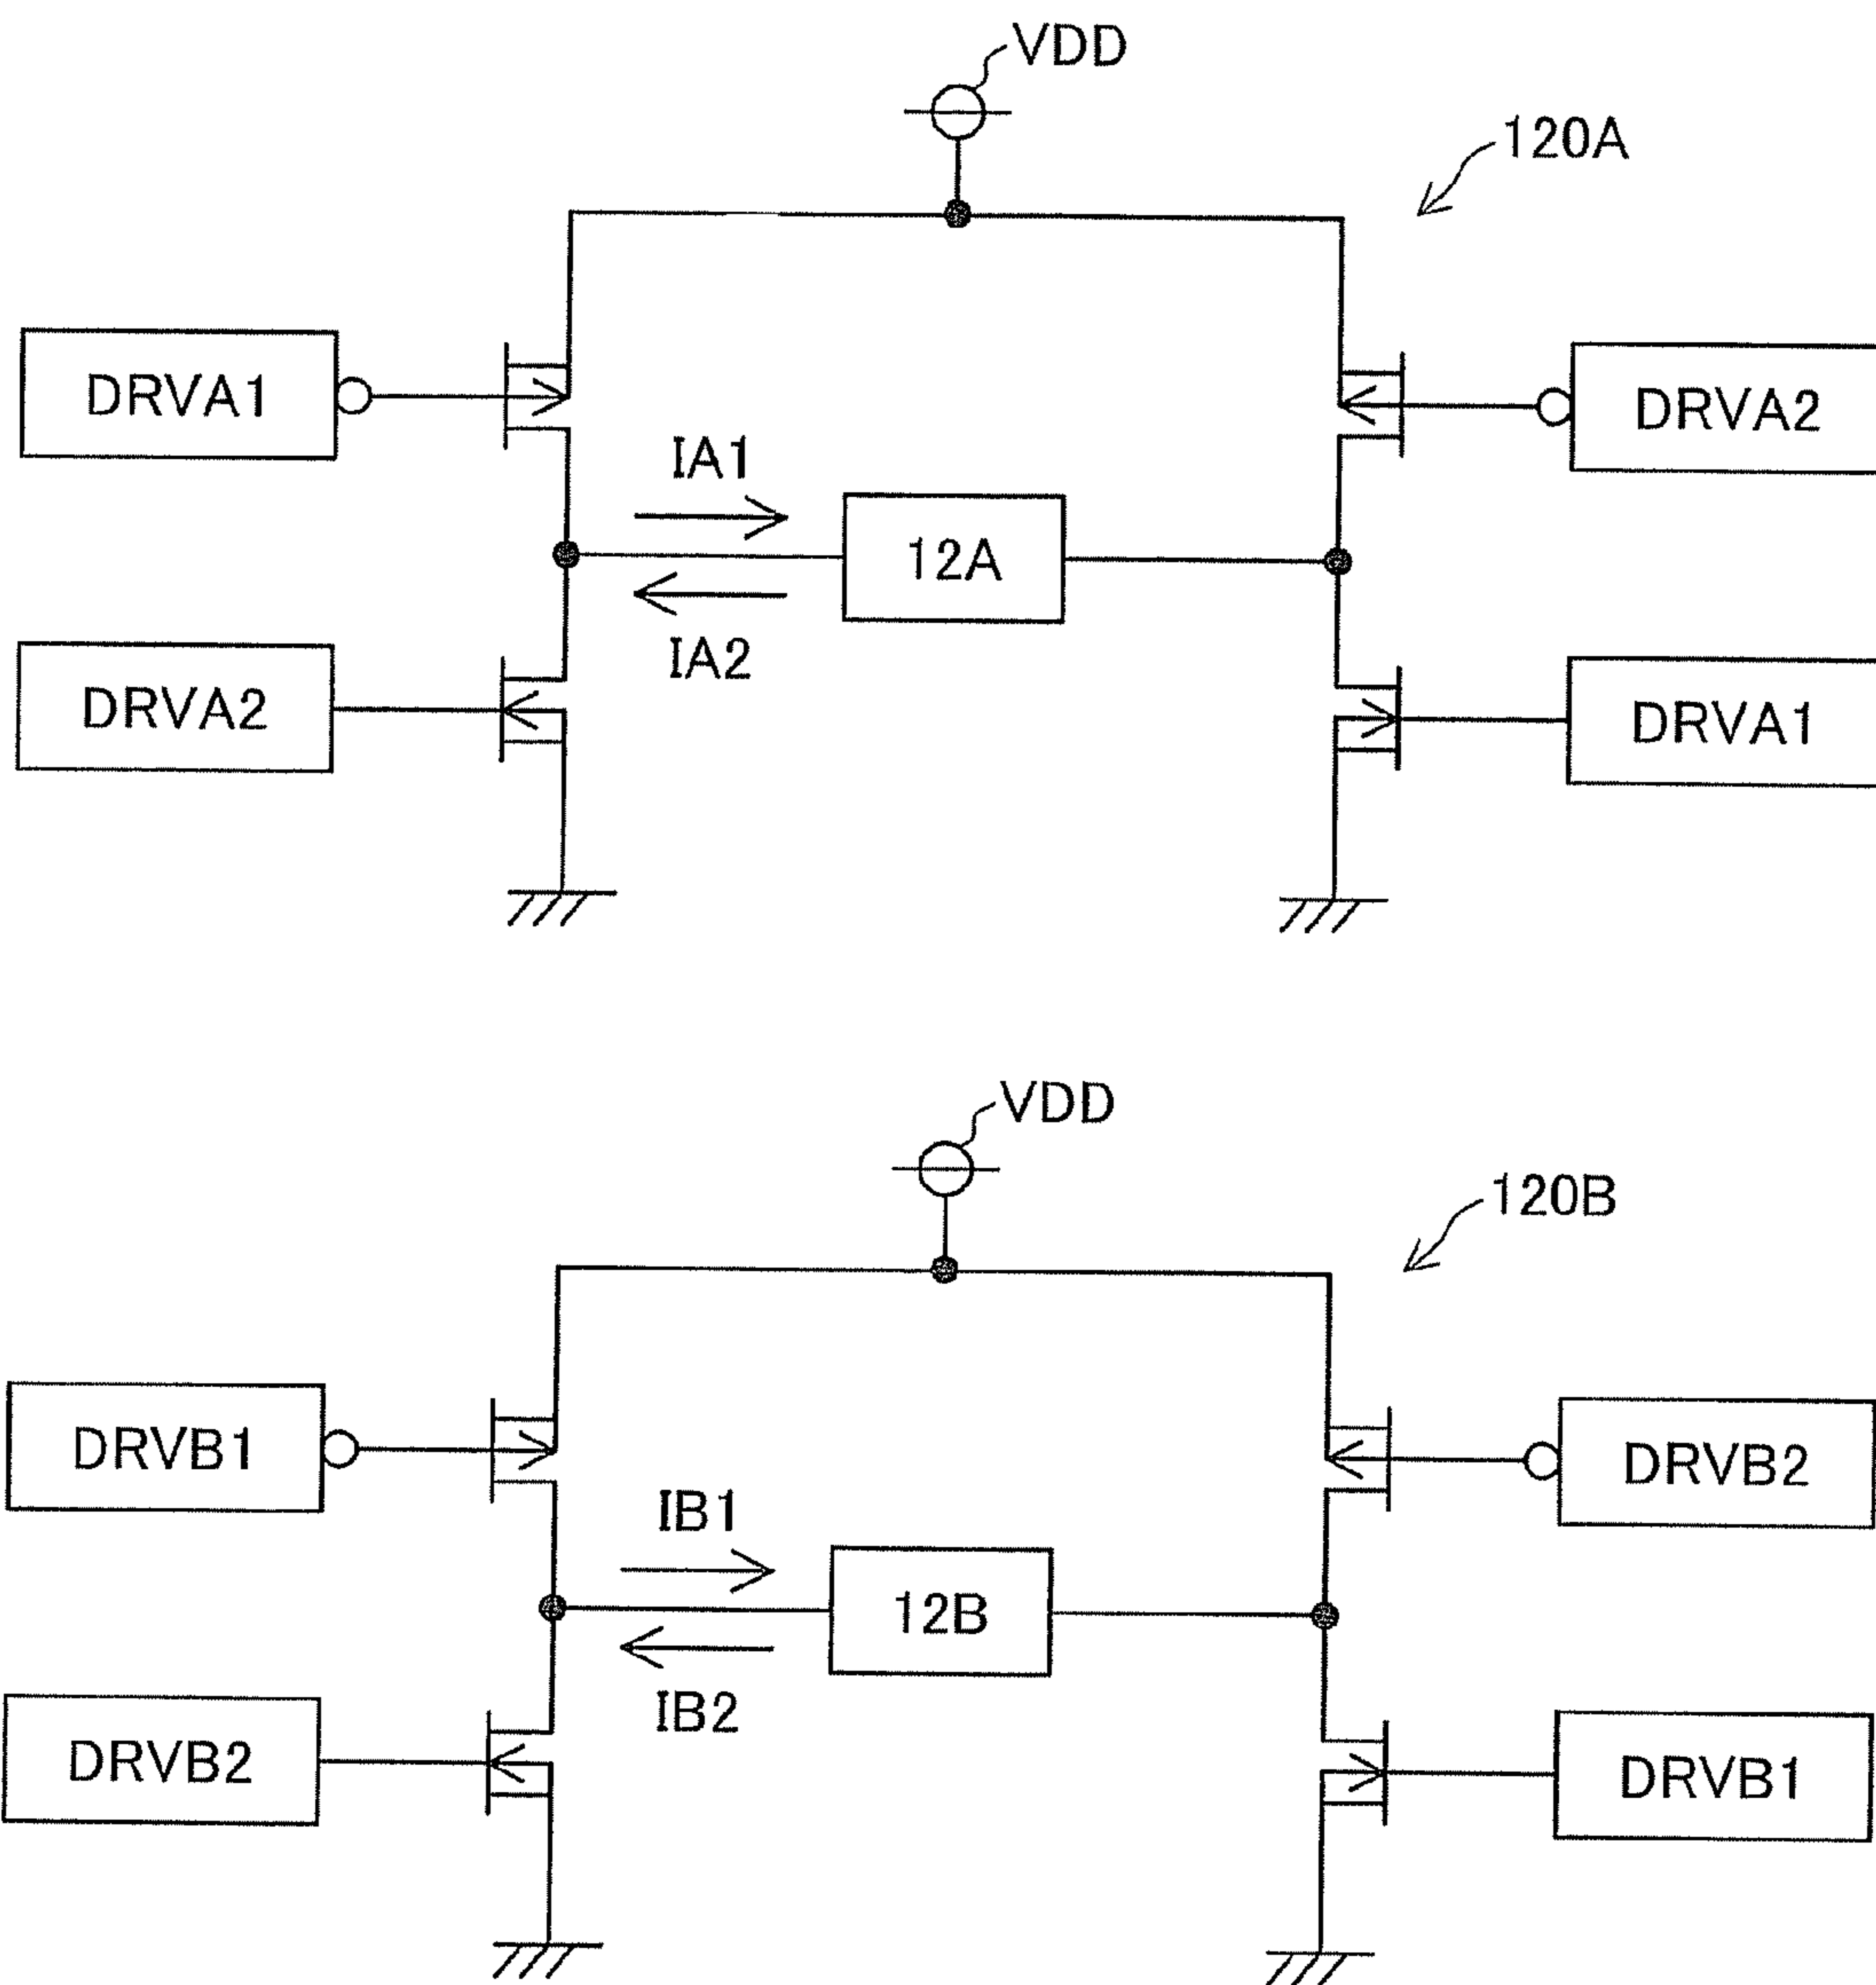 VDD
120A
DRVA1
DRVA2
IA1
12A
IA2
DRVA2
DRVA1
VDD
120B
DRVB1
DRVB2
IB1
12B
IB2
DRVB2
DRVB1